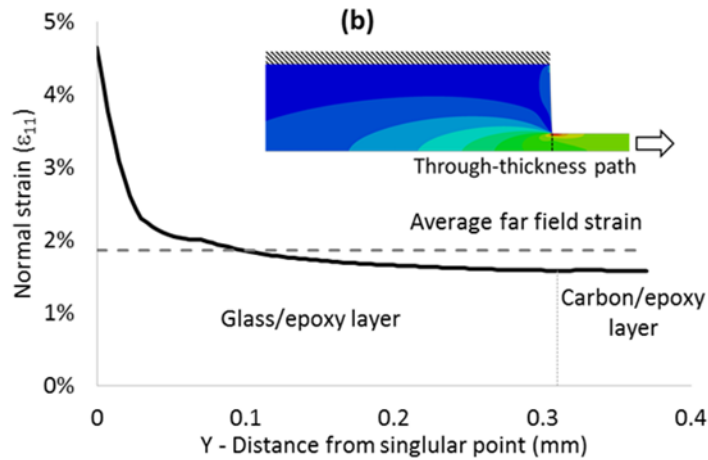 (b)
5%
4%
3%
2%
1%
0%
Normal strain (ε11)
Through-thickness path
Average far field strain
Glass/epoxy layer
Carbon/epoxy
layer
0
0.1
0.2
0.3
0.4
Y - Distance from singlular point (mm)